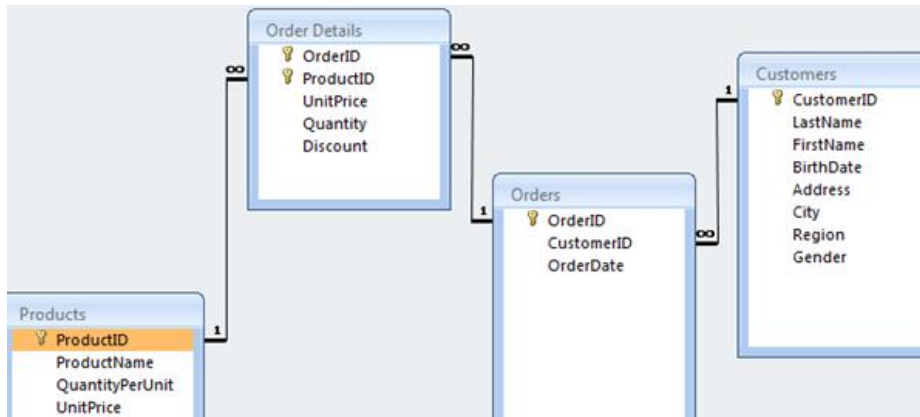 Order Details
OrderID
ProductID
UnitPrice
Quantity
Discount
∞
∞
1
Customers
CustomerID
LastName
FirstName
BirthDate
Address
City
Region
Gender
1
Orders
OrderID
CustomerID
OrderDate
∞
Products
ProductID
ProductName
QuantityPerUnit
UnitPrice
1